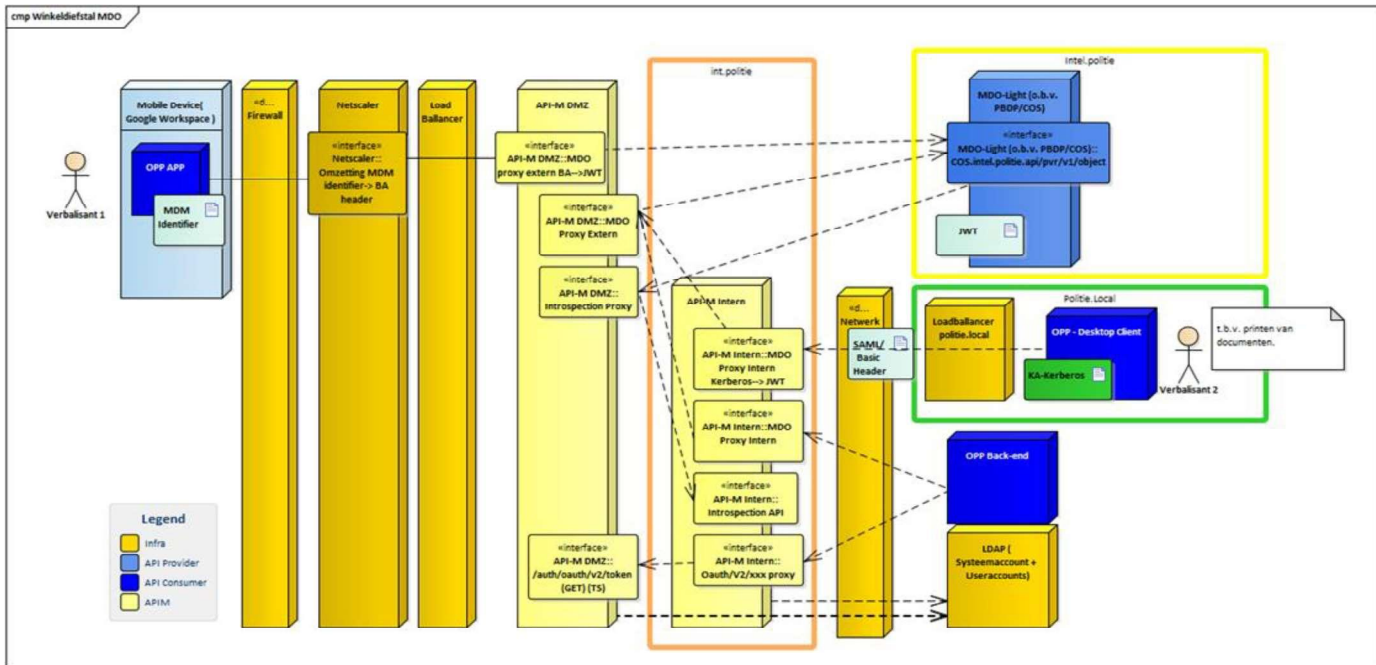 cmp Winkeldiefstal MDO
int.politie
Intel.politie
Mobile Device(
Google Workspace )
«d...
Firewall
Netscaler
Load
Ballancer
API-M DMZ
MDO-Light (o.b.v.
PBDP/COS)
OPP APP
MDM
Identifier
Verbalisant 1
«interface»
Netscaler::
Omzetting MDM
identifier-> BA
header
«interface»
API-M DMZ::MDO
proxy extern BA-->JWT
«interface»
MDO-Light (o.b.v. PBDP/COS)::
COS.intel.politie.api/pvr/v1/object
«interface»
API-M DMZ::MDO
Proxy Extern
JWT
«interface»
API-M DMZ::
Introspection Proxy
API-M Intern
«d...
Netwerk
Politie.Local
Loadballancer
politie.local
OPP - Desktop Client
t.b.v. printen van
documenten.
SAML/
Basic
Header
KA-Kerberos
Verbalisant 2
«interface»
API-M Intern::MDO
Proxy Intern
Kerberos--> JWT
«interface»
API-M Intern::MDO
Proxy Intern
OPP Back-end
«interface»
API-M Intern::
Introspection API
«interface»
API-M DMZ::
/auth/oauth/v2/token
(GET) (TS)
«interface»
API-M Intern::
Oauth/V2/xxx proxy
LDAP (
Systeemaccount +
Useraccounts)
Legend
Infra
API Provider
API Consumer
APIM